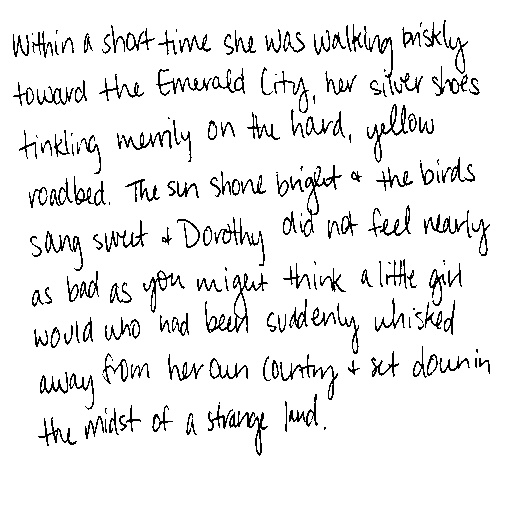 Within a short time she was walking briskly
toward the Emerald City, her silver shoes
tinkling merrily on the hard, yellow
roadbed. The sun shone bright & the birds
sang sweet & Dorothy did not feel nearly
as bad as you might think a little girl
would who had been suddenly whisked
away from her own country & set down in
the midst of a strange land.